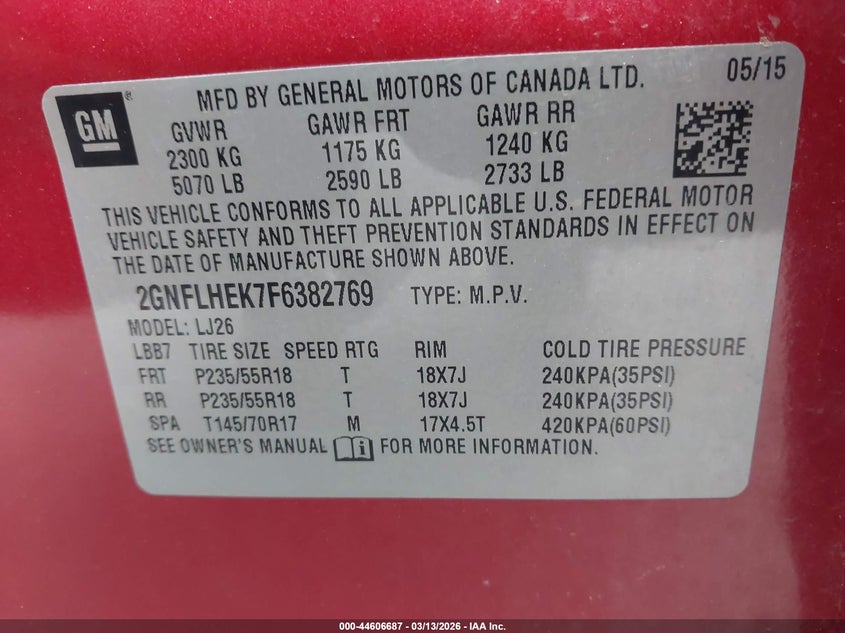 GM
MFD BY GENERAL MOTORS OF CANADA LTD. 05/15
GVWR GAWR FRT GAWR RR
2300 KG 1175 KG 1240 KG
5070 LB 2590 LB 2733 LB
THIS VEHICLE CONFORMS TO ALL APPLICABLE U.S. FEDERAL MOTOR
VEHICLE SAFETY AND THEFT PREVENTION STANDARDS IN EFFECT ON
THE DATE OF MANUFACTURE SHOWN ABOVE.
2GNFLHEK7F6382769 TYPE: M.P.V.
MODEL: LJ26
LBB7 TIRE SIZE SPEED RTG RIM COLD TIRE PRESSURE
FRT P235/55R18 T 18X7J 240KPA(35PSI)
RR P235/55R18 T 18X7J 240KPA(35PSI)
SPA T145/70R17 M 17X4.5T 420KPA(60PSI)
SEE OWNER'S MANUAL FOR MORE INFORMATION.
000-44606687 - 03/13/2026 - IAA Inc.